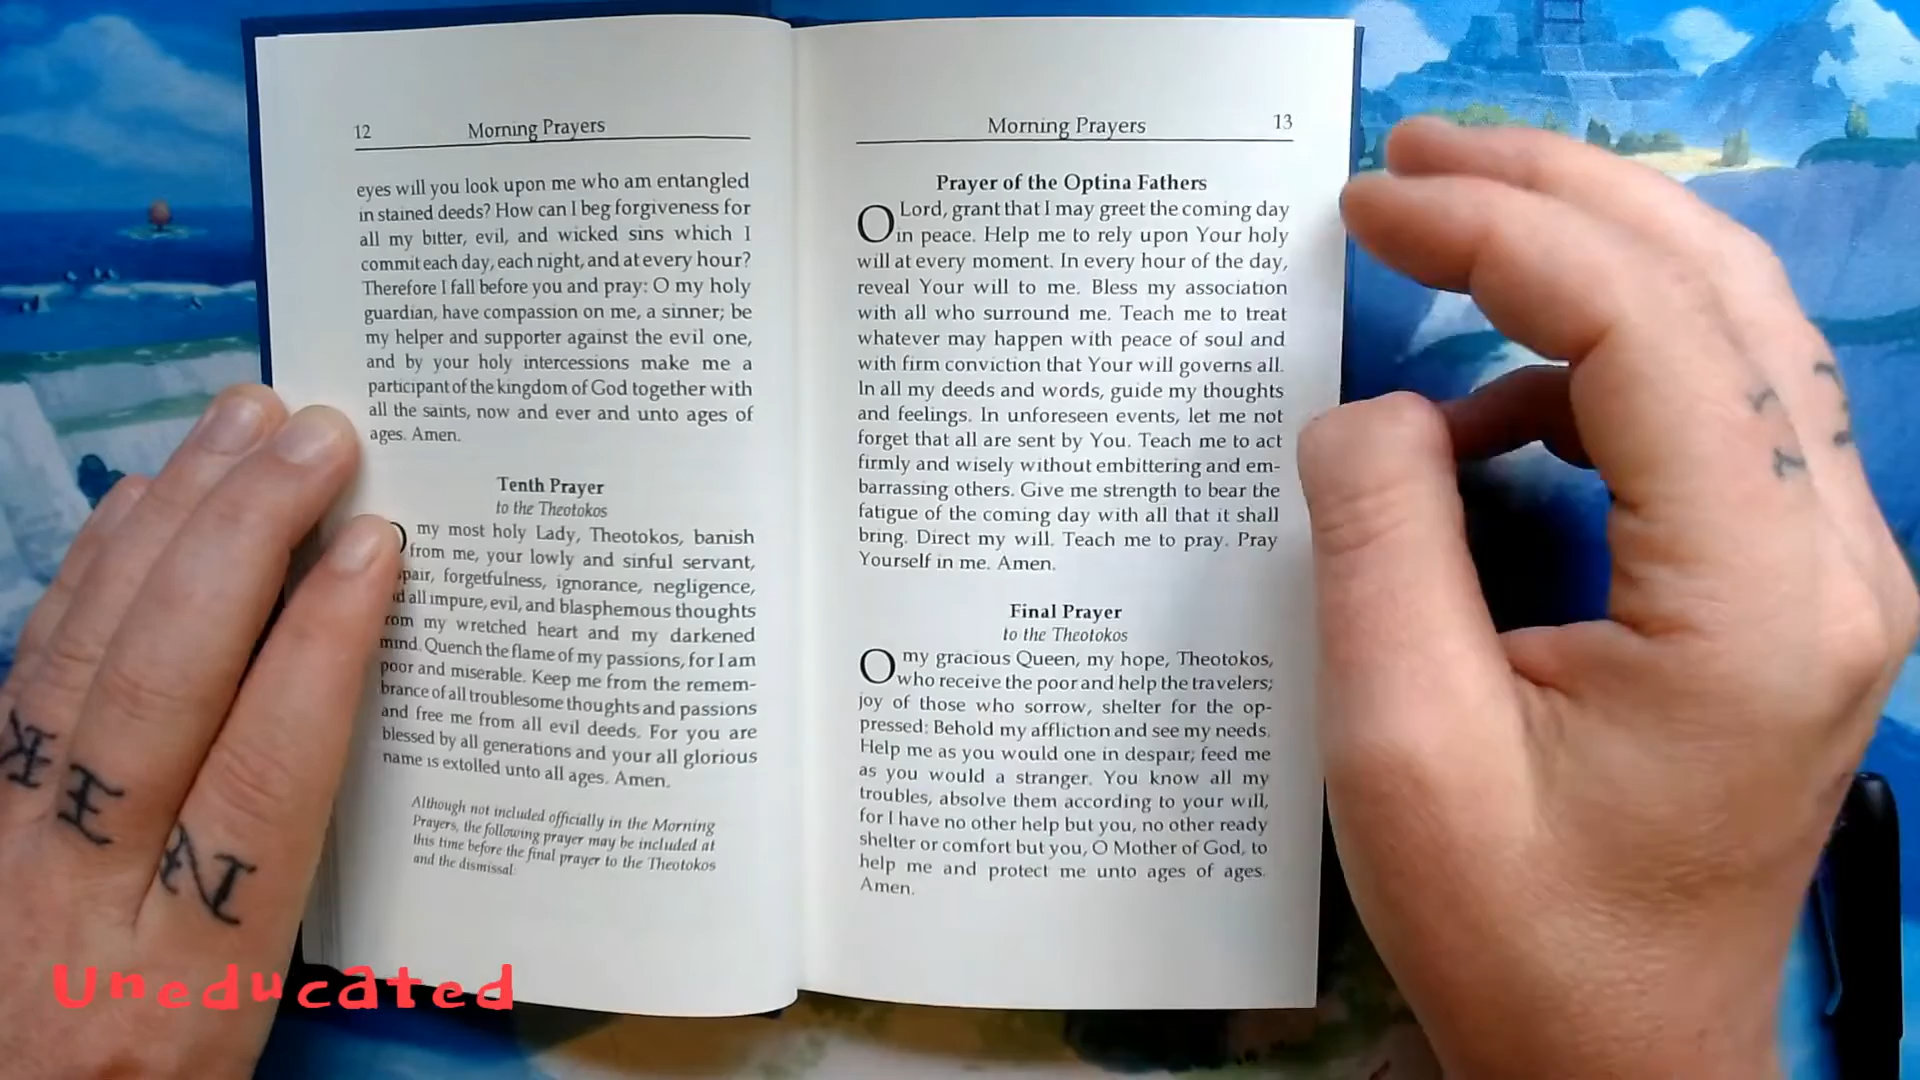 12 Morning Prayers
eyes will you look upon me who am entangled
in stained deeds? How can I beg forgiveness for
all my bitter, evil, and wicked sins which I
commit each day, each night, and at every hour?
Therefore I fall before you and pray: O my holy
guardian, have compassion on me, a sinner; be
my helper and supporter against the evil one,
and by your holy intercessions make me a
participant of the kingdom of God together with
all the saints, now and ever and unto ages of
ages. Amen.
Tenth Prayer
to the Theotokos
O my most holy Lady, Theotokos, banish
from me, your lowly and sinful servant,
forgetfulness, ignorance, negligence,
all impure, evil, and blasphemous thoughts
from my wretched heart and my darkened
mind. Quench the flame of my passions, for I am
poor and miserable. Keep me from the remem-
brance of all troublesome thoughts and passions
and free me from all evil deeds. For you are
blessed by all generations and your all glorious
name is extolled unto all ages. Amen.
Although not included officially in the Morning
Prayers, the following prayer may be included at
this time before the final prayer to the Theotokos
and the dismissal:
Morning Prayers 13
Prayer of the Optina Fathers
O Lord, grant that I may greet the coming day
in peace. Help me to rely upon Your holy
will at every moment. In every hour of the day,
reveal Your will to me. Bless my association
with all who surround me. Teach me to treat
whatever may happen with peace of soul and
with firm conviction that Your will governs all.
In all my deeds and words, guide my thoughts
and feelings. In unforeseen events, let me not
forget that all are sent by You. Teach me to act
firmly and wisely without embittering and em-
barrassing others. Give me strength to bear the
fatigue of the coming day with all that it shall
bring. Direct my will. Teach me to pray. Pray
Yourself in me. Amen.
Final Prayer
to the Theotokos
O my gracious Queen, my hope, Theotokos,
who receive the poor and help the travelers;
joy of those who sorrow, shelter for the op-
pressed: Behold my affliction and see my needs.
Help me as you would one in despair; feed me
as you would a stranger. You know all my
troubles, absolve them according to your will,
for I have no other help but you, no other ready
shelter or comfort but you, O Mother of God, to
help me and protect me unto ages of ages.
Amen.
Uneducated